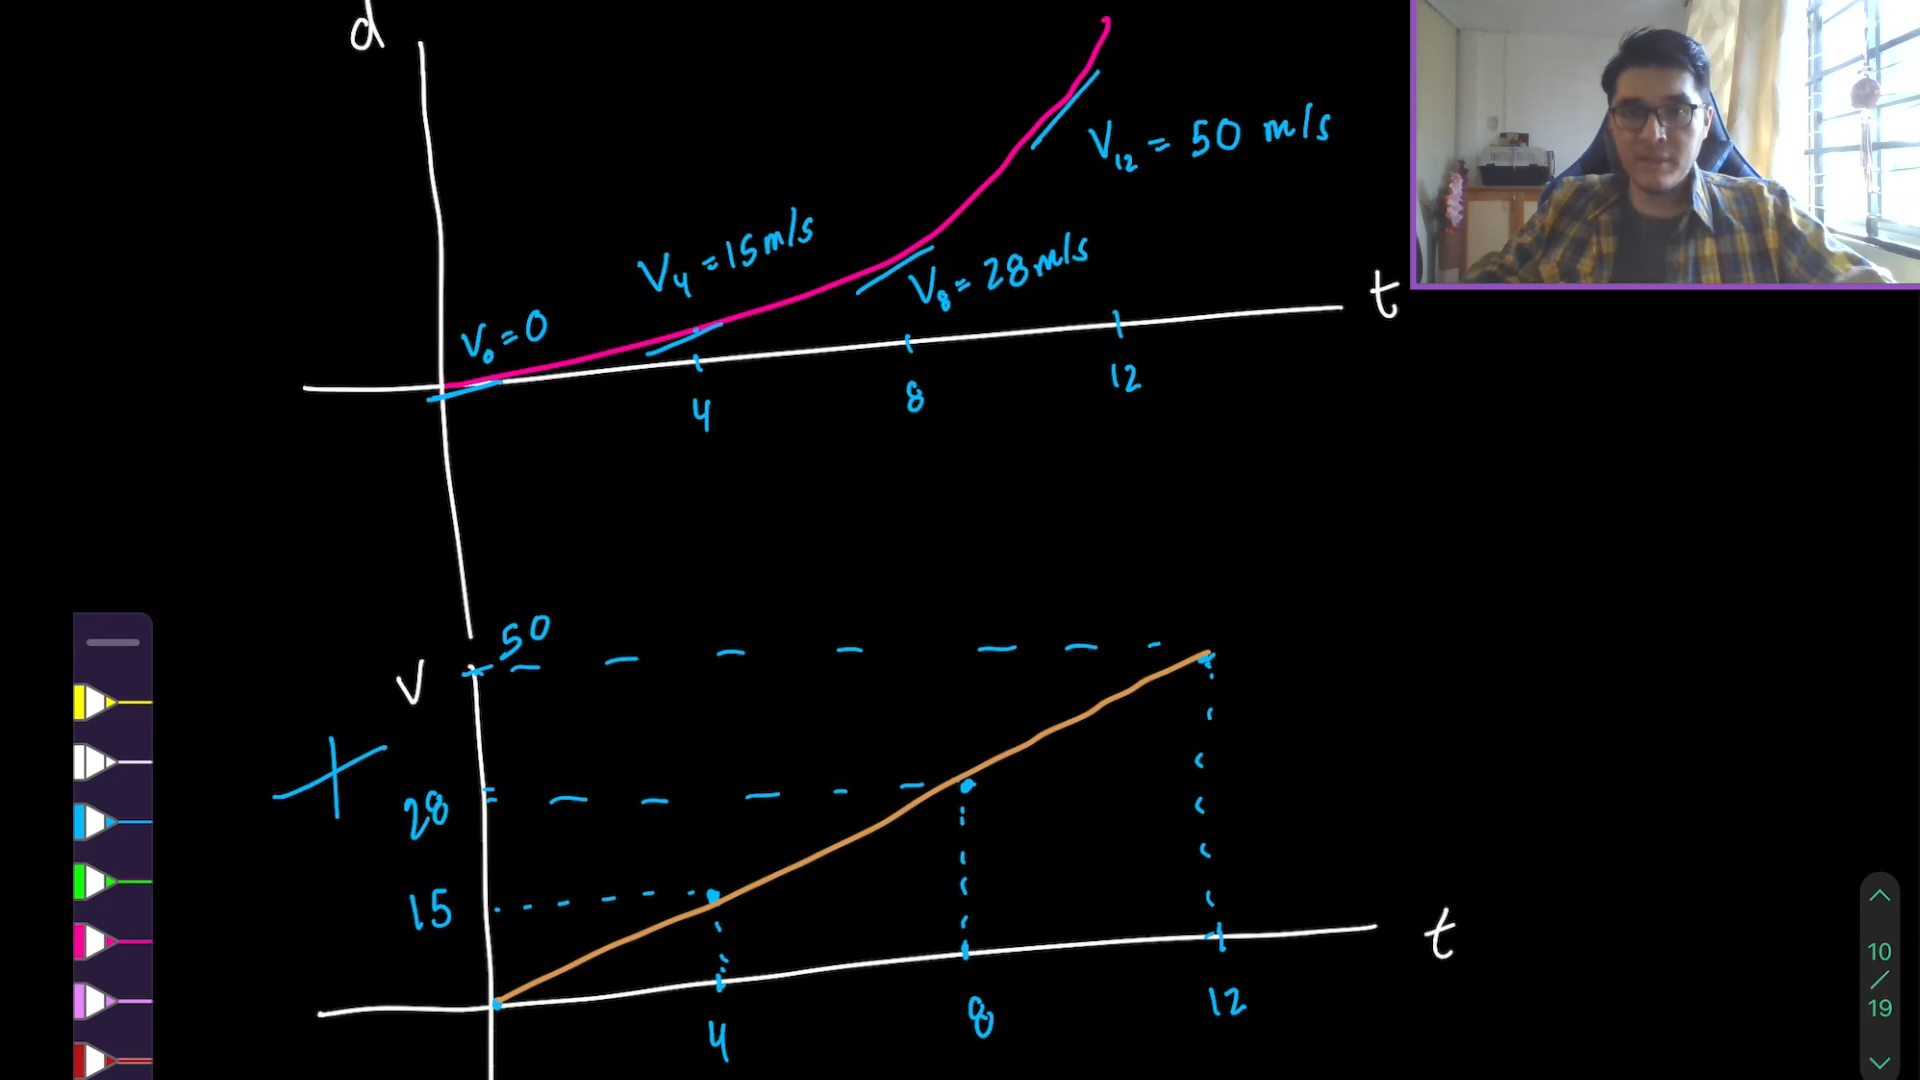 d
V₁₂ = 50 m/s
V₄ = 15 m/s
V₈ = 28 m/s
t
V₀ = 0
4
8
12
50
V
28
15
t
4
8
12
10
/
19